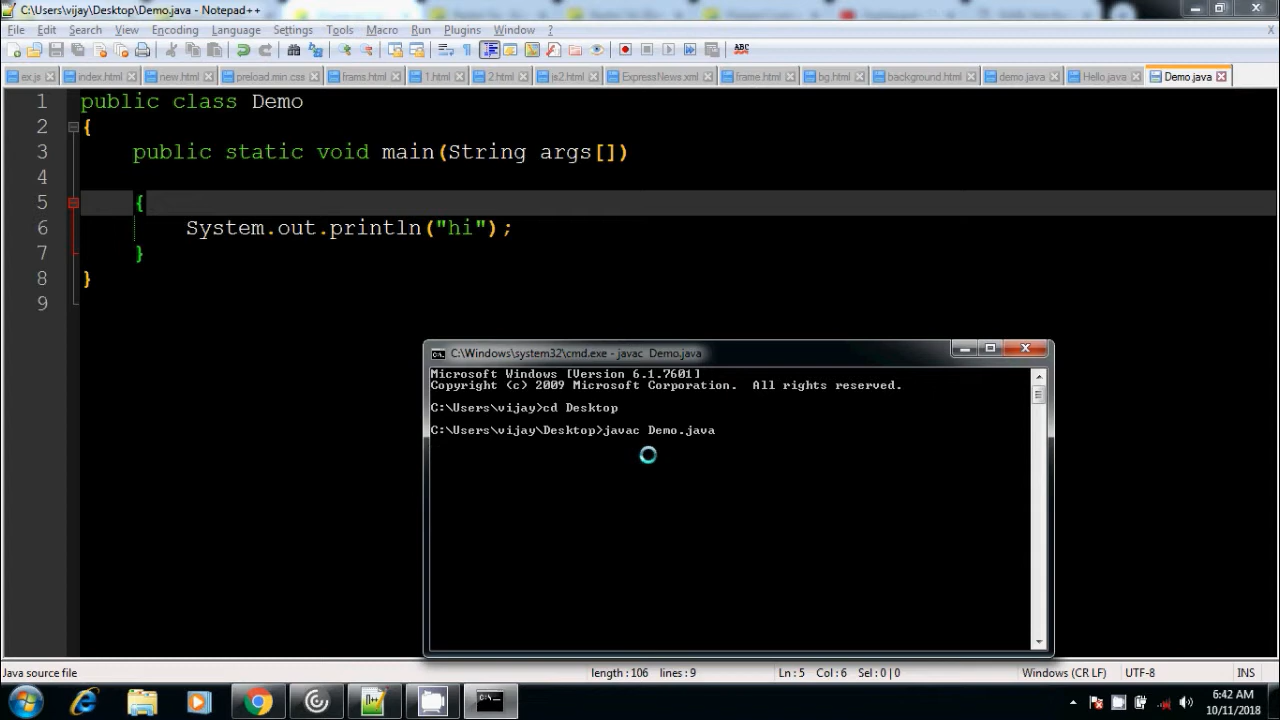 C:\Users\vijay\Desktop\Demo.java - Notepad++
File Edit Search View Encoding Language Settings Tools Macro Run Plugins Window ?
X
ABC
ex.js index.html new.html preload.min.css frams.html 1.html 2.html js2.html ExpressNews.xml frame.html bg.html background.html demo.java Hello.java Demo.java
1 public class Demo
2 {
3 public static void main(String args[])
4
5 {
6 System.out.println("hi");
7 }
8 }
9
C:\Windows\system32\cmd.exe - javac Demo.java
Microsoft Windows [Version 6.1.7601]
Copyright (c) 2009 Microsoft Corporation. All rights reserved.
C:\Users\vijay>cd Desktop
C:\Users\vijay\Desktop>javac Demo.java
Java source file length : 106 lines : 9 Ln : 5 Col : 6 Sel : 0 | 0 Windows (CR LF) UTF-8 INS
6:42 AM
10/11/2018